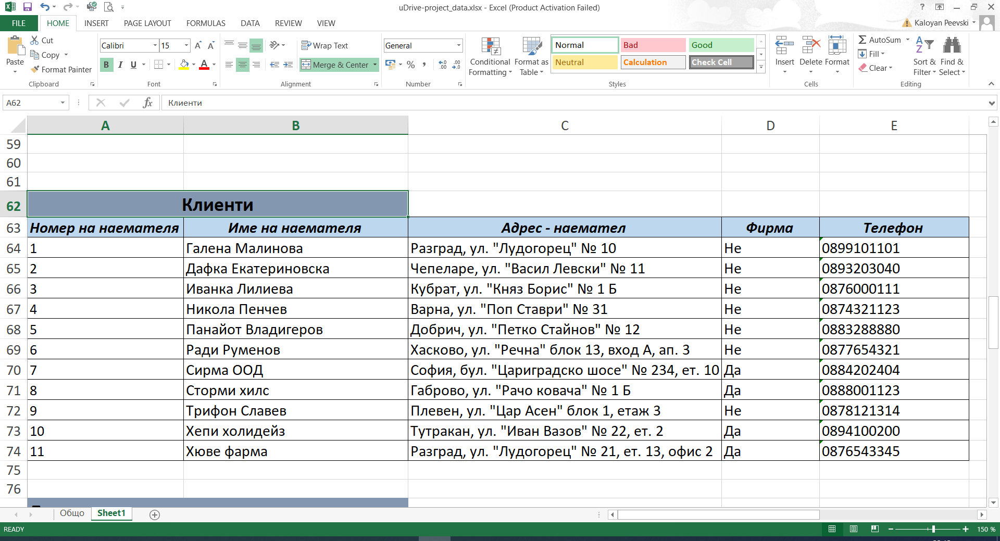 uDrive-project_data.xlsx - Excel (Product Activation Failed)
FILE HOME INSERT PAGE LAYOUT FORMULAS DATA REVIEW VIEW Kaloyan Peevski
Paste
Cut
Copy
Format Painter
Clipboard
Calibri 15
B I U A
Font
Wrap Text
Merge & Center
Alignment
General
%
Number
Conditional Formatting
Format as Table
Normal Bad Good
Neutral Calculation Check Cell
Styles
Insert Delete Format
Cells
AutoSum
Fill
Clear
Sort & Filter
Find & Select
Editing
A62 fx Клиенти
A B C D E
59
60
61
62 Клиенти
63 Номер на наемателя Име на наемателя Адрес - наемател Фирма Телефон
64 1 Галена Малинова Разград, ул. "Лудогорец" № 10 Не 0899101101
65 2 Дафка Екатериновска Чепеларе, ул. "Васил Левски" № 11 Не 0893203040
66 3 Иванка Лилиева Кубрат, ул. "Княз Борис" № 1 Б Не 0876000111
67 4 Никола Пенчев Варна, ул. "Поп Ставри" № 31 Не 0874321123
68 5 Панайот Владигеров Добрич, ул. "Петко Стайнов" № 12 Не 0883288880
69 6 Ради Руменов Хасково, ул. "Речна" блок 13, вход А, ап. 3 Не 0877654321
70 7 Сирма ООД София, бул. "Цариградско шосе" № 234, ет. 10 Да 0884202404
71 8 Сторми хилс Габрово, ул. "Рачо ковача" № 1 Б Да 0888001123
72 9 Трифон Славев Плевен, ул. "Цар Асен" блок 1, етаж 3 Не 0878121314
73 10 Хепи холидейз Тутракан, ул. "Иван Вазов" № 22, ет. 2 Да 0894100200
74 11 Хюве фарма Разград, ул. "Лудогорец" № 21, ет. 13, офис 2 Да 0876543345
75
76
Общо Sheet1
READY 150 %